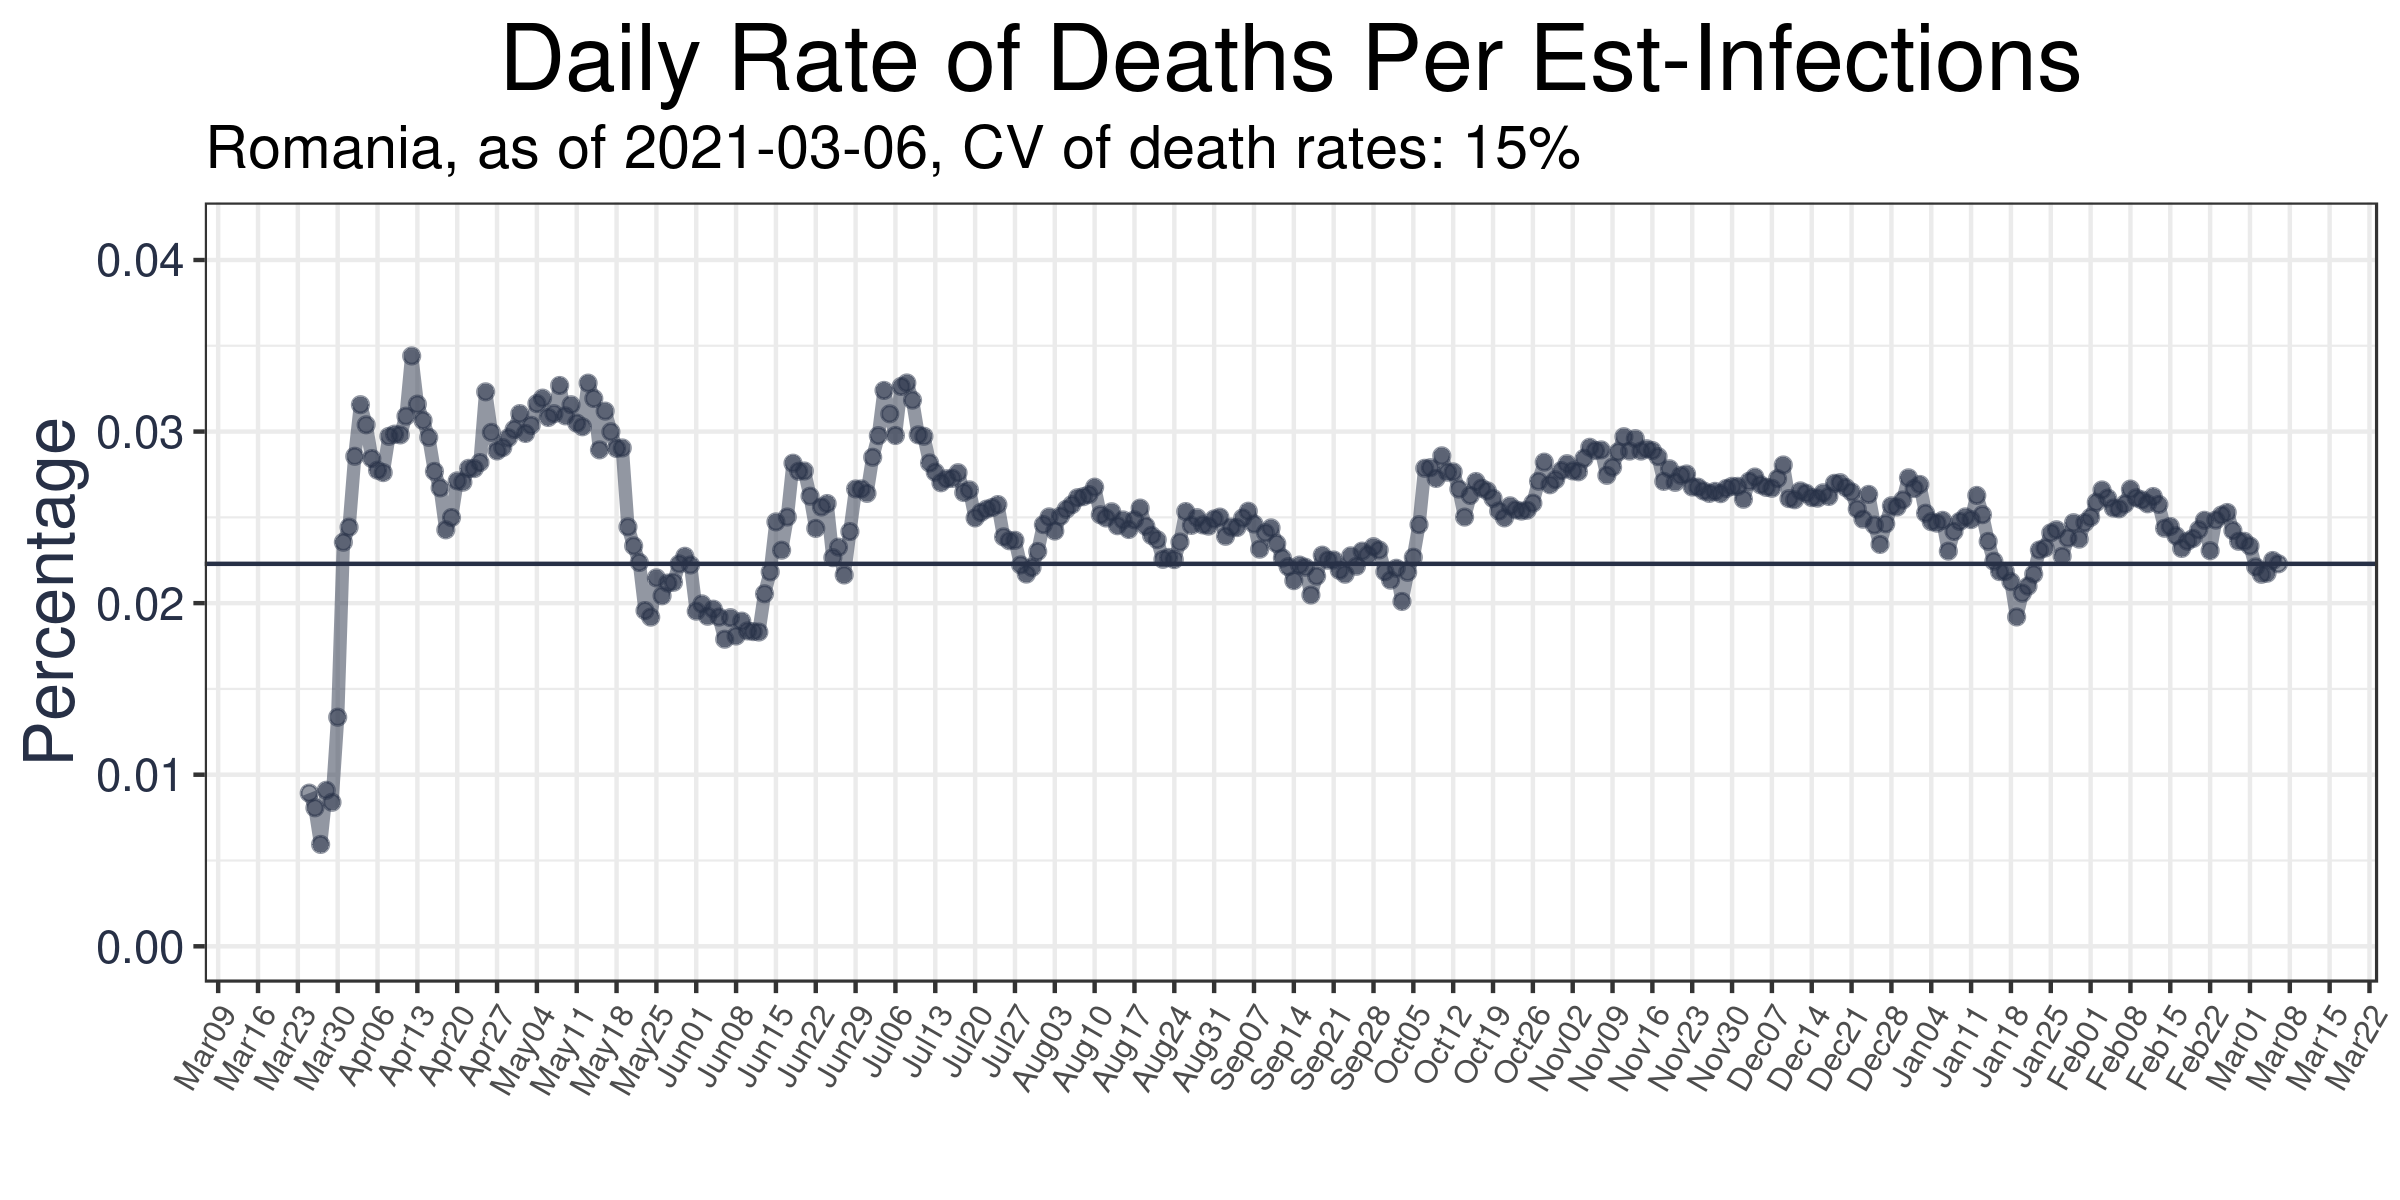 Daily Rate of Deaths Per Est-Infections
Romania, as of 2021-03-06, CV of death rates: 15%
Percentage
0.04
0.03
0.02
0.01
0.00
Mar09
Mar16
Mar23
Mar30
Apr06
Apr13
Apr20
Apr27
May04
May11
May18
May25
Jun01
Jun08
Jun15
Jun22
Jun29
Jul06
Jul13
Jul20
Jul27
Aug03
Aug10
Aug17
Aug24
Aug31
Sep07
Sep14
Sep21
Sep28
Oct05
Oct12
Oct19
Oct26
Nov02
Nov09
Nov16
Nov23
Nov30
Dec07
Dec14
Dec21
Dec28
Jan04
Jan11
Jan18
Jan25
Feb01
Feb08
Feb15
Feb22
Mar01
Mar08
Mar15
Mar22